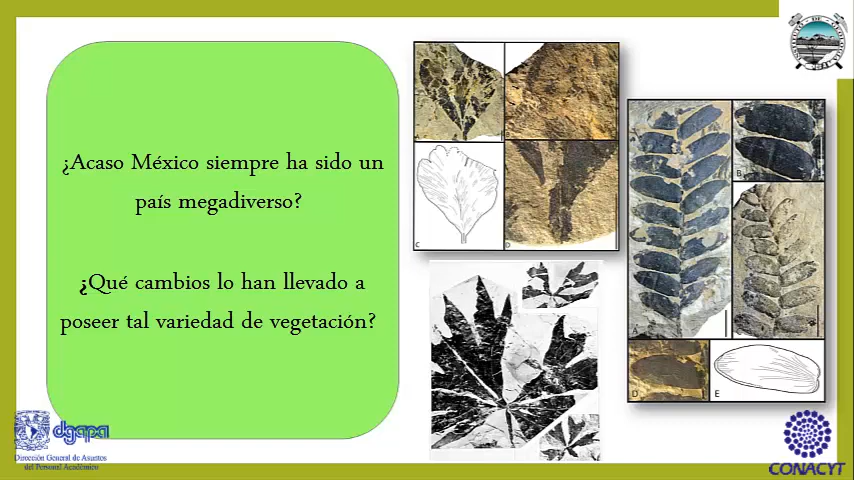 ¿Acaso México siempre ha sido un
país megadiverso?
¿Qué cambios lo han llevado a
poseer tal variedad de vegetación?
C
D
A
B
D
E
dgapa
Dirección General de Asuntos
del Personal Académico
CONACYT